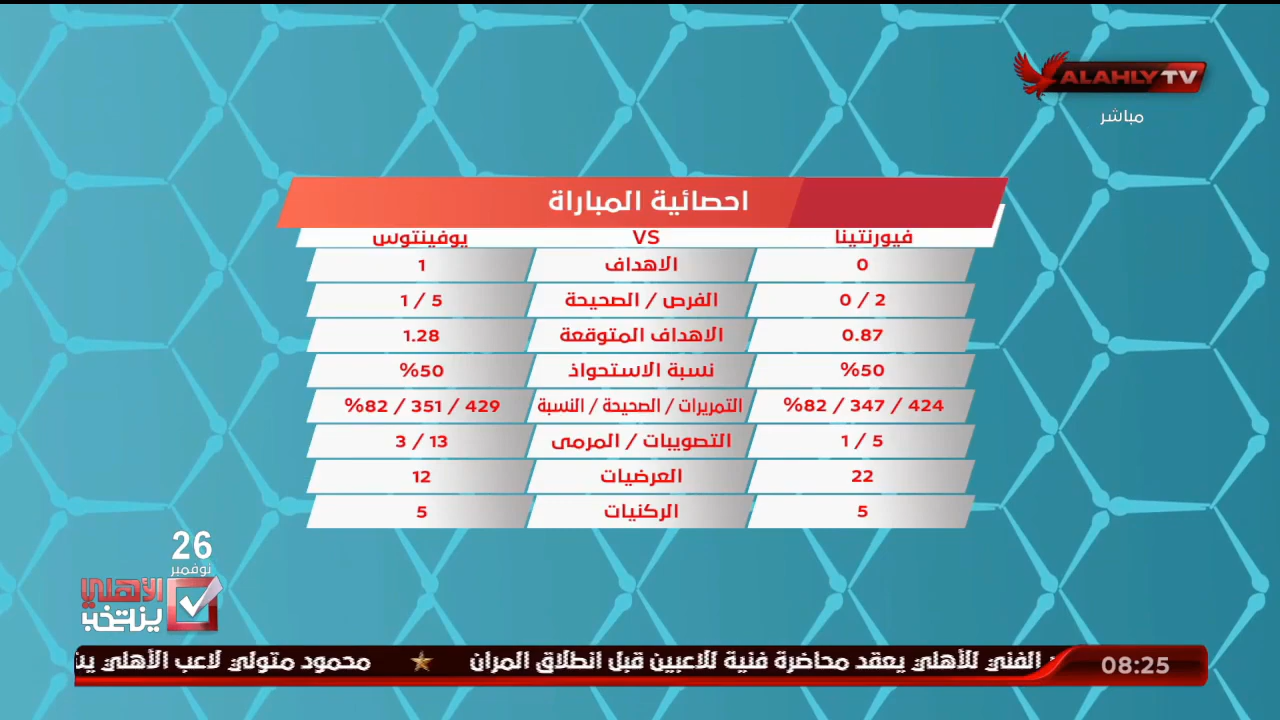 ALAHLY TV
مباشر
احصائية المباراة
فيورنتينا VS يوفينتوس
0 الاهداف 1
0 / 2 الفرص / الصحيحة 1 / 5
0.87 الاهداف المتوقعة 1.28
%50 نسبة الاستحواذ %50
%82 / 347 / 424 التمريرات / الصحيحة / النسبة %82 / 351 / 429
1 / 5 التصويبات / المرمى 3 / 13
22 العرضيات 12
5 الركنيات 5
26
نوفمبر
الأهلي
ينتخب
08:25 الفني للأهلي يعقد محاضرة فنية للاعبين قبل انطلاق المران محمود متولي لاعب الأهلي